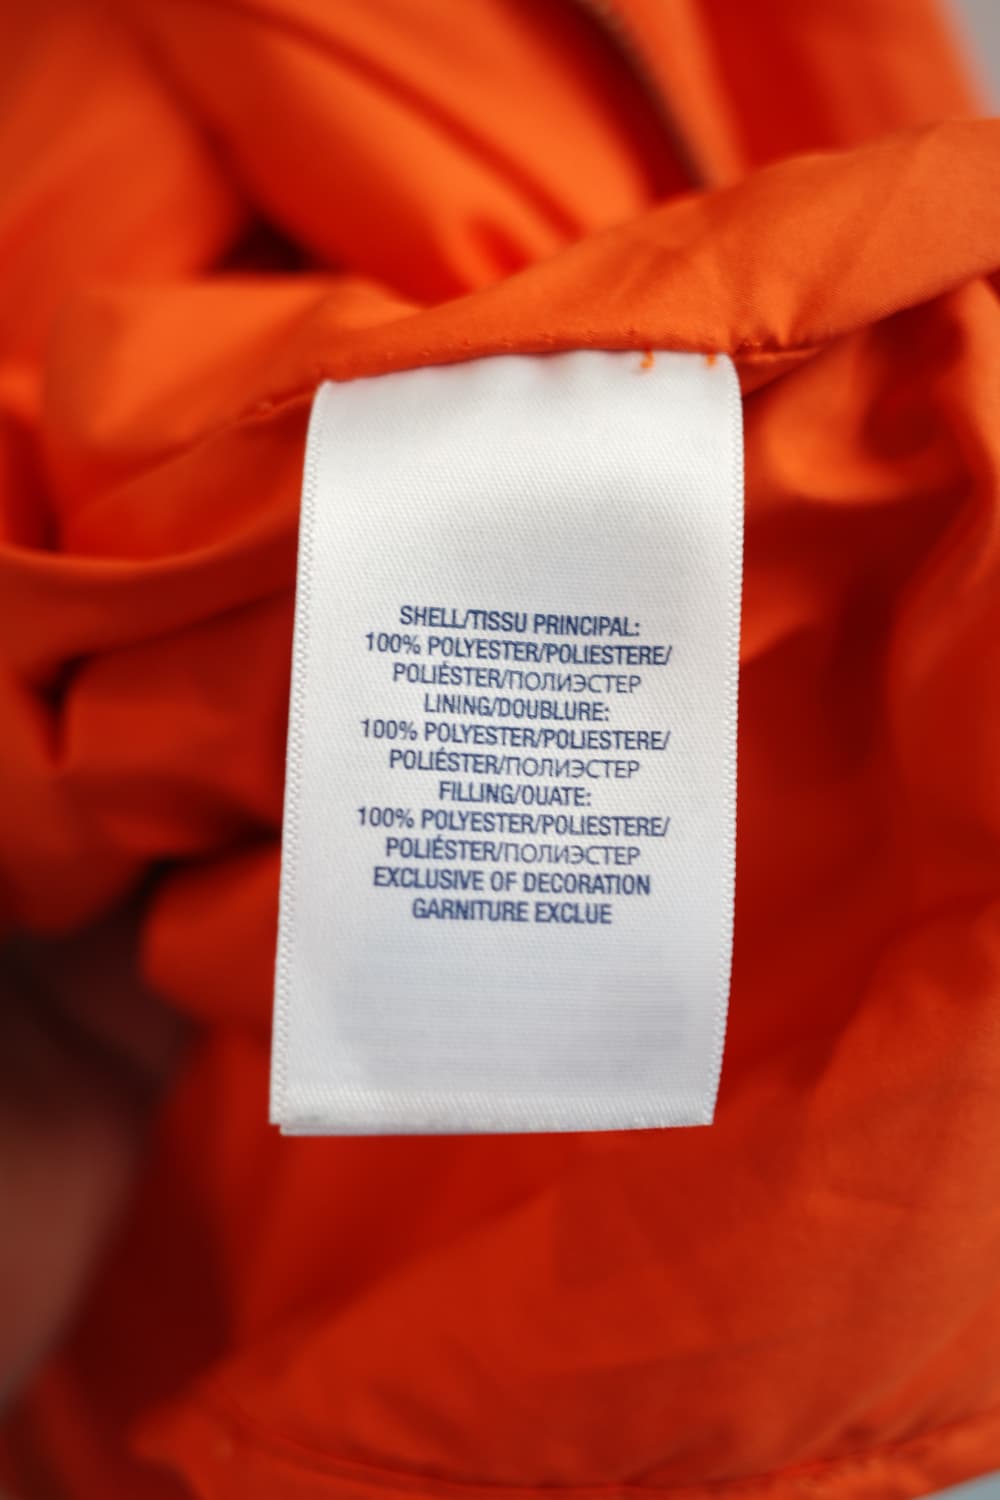 SHELL/TISSU PRINCIPAL:
100% POLYESTER/POLIESTERE/
POLIÉSTER/ПОЛИЭСТЕР
LINING/DOUBLURE:
100% POLYESTER/POLIESTERE/
POLIÉSTER/ПОЛИЭСТЕР
FILLING/OUATE:
100% POLYESTER/POLIESTERE/
POLIÉSTER/ПОЛИЭСТЕР
EXCLUSIVE OF DECORATION
GARNITURE EXCLUE